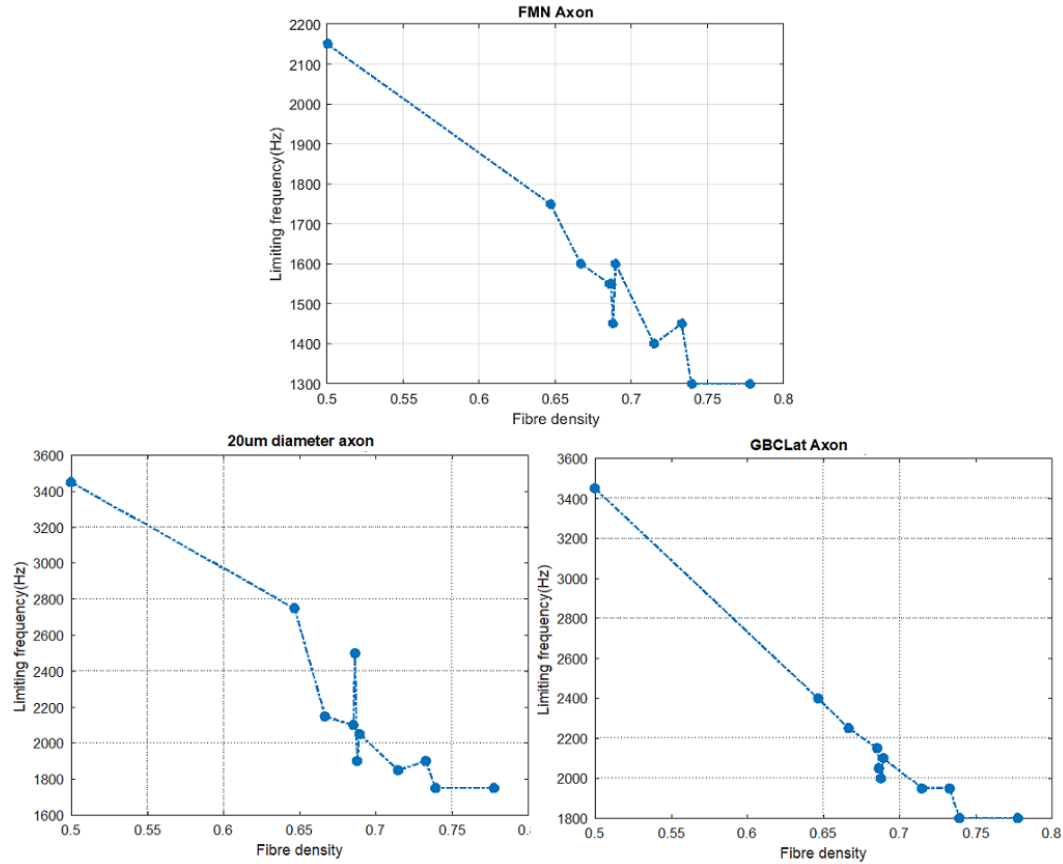 FMN Axon
2200
2100
2000
1900
1800
1700
1600
1500
1400
1300
Limiting frequency(Hz)
0.5 0.55 0.6 0.65 0.7 0.75 0.8
Fibre density
20um diameter axon
3600
3400
3200
3000
2800
2600
2400
2200
2000
1800
1600
Limiting frequency(Hz)
0.5 0.55 0.6 0.65 0.7 0.75 0.8
Fibre density
GBCLat Axon
3600
3400
3200
3000
2800
2600
2400
2200
2000
1800
Limiting frequency(Hz)
0.5 0.55 0.6 0.65 0.7 0.75 0.8
Fibre density